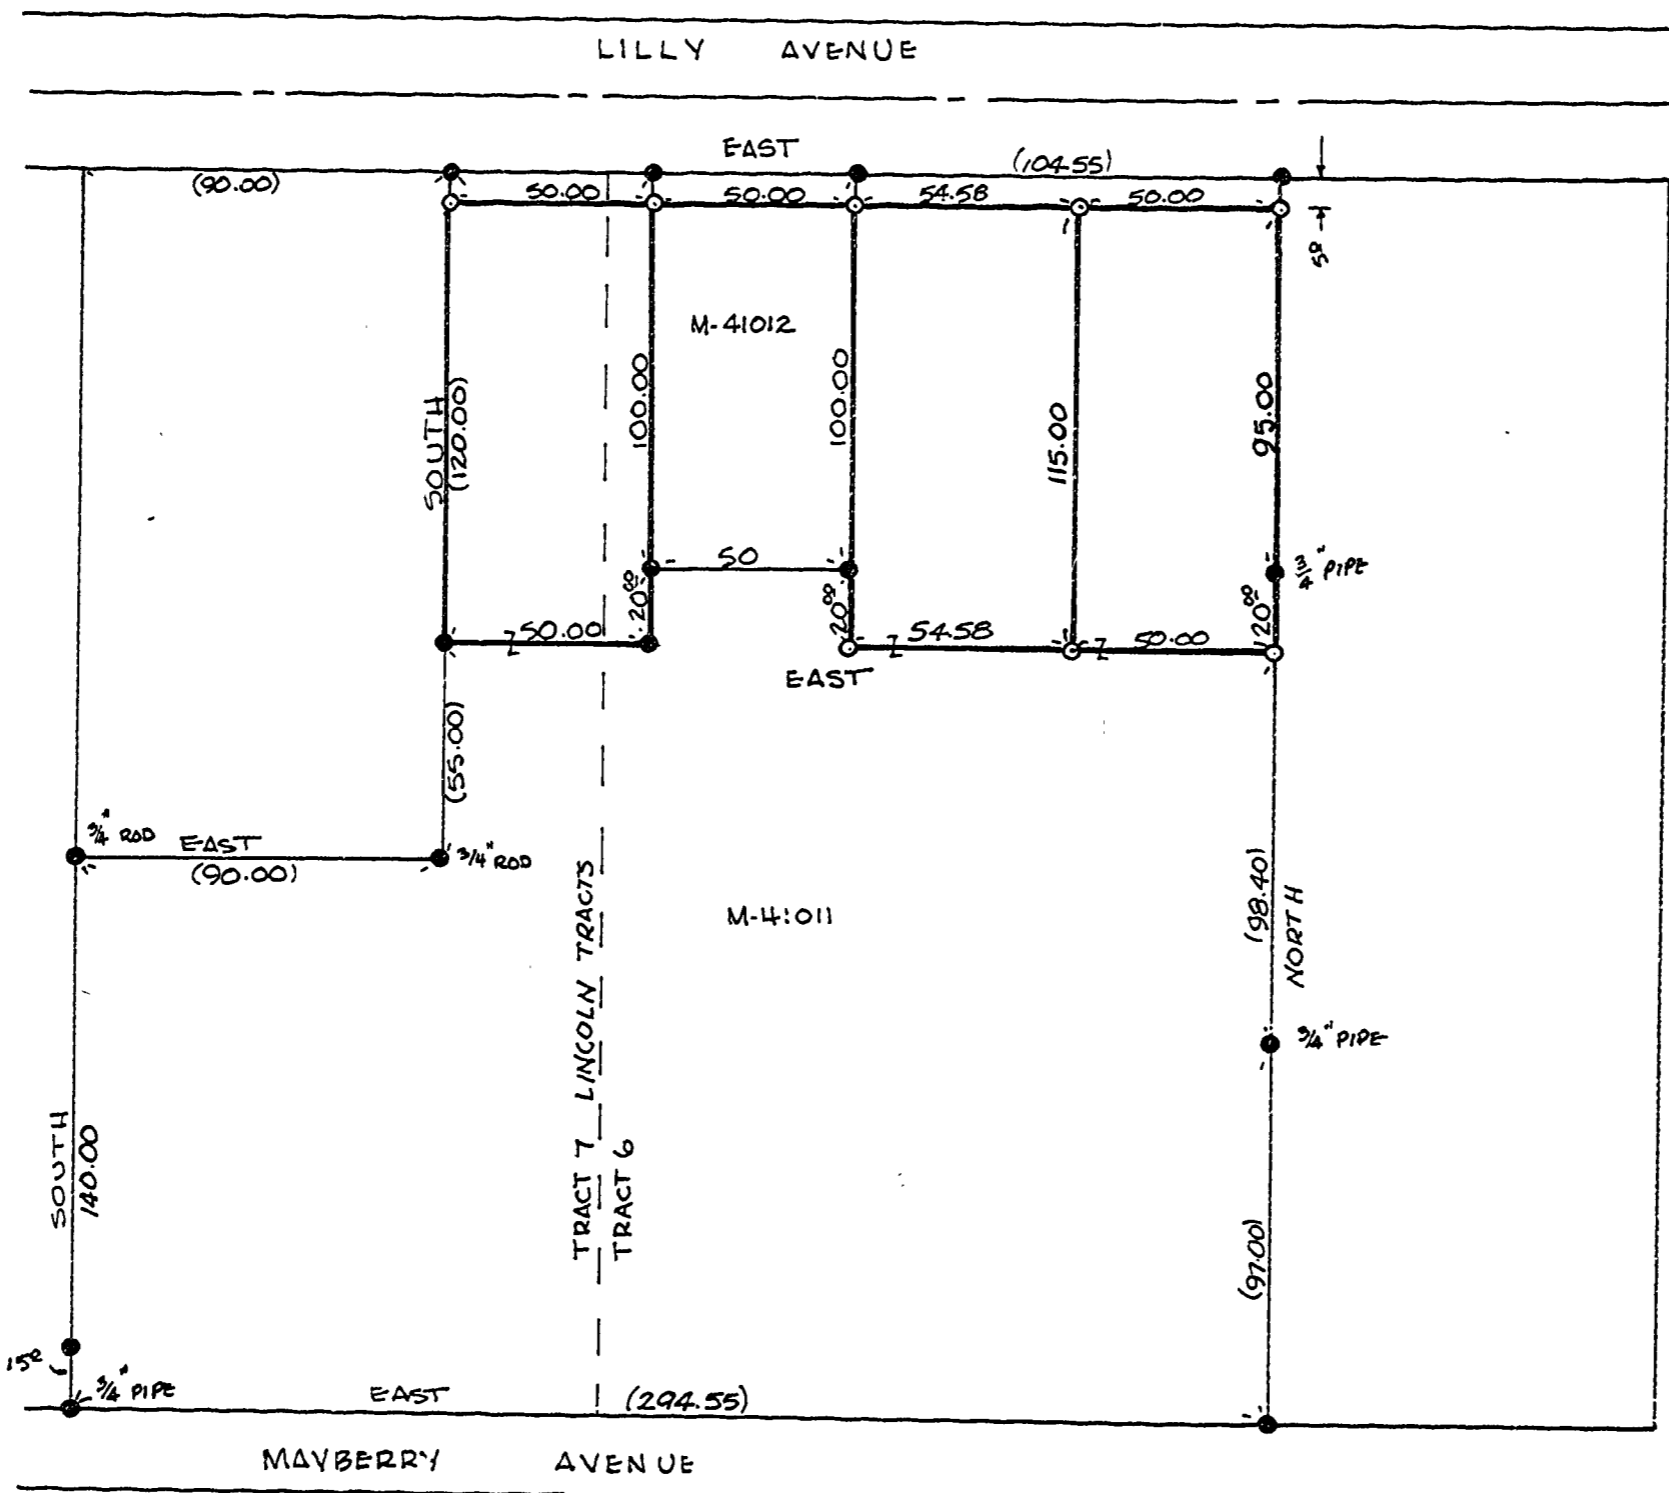 LILLY AVENUE
EAST
(90.00)
(104.55)
50.00
50.00
54.58
50.00
5º
M-41012
SOUTH
(120.00)
100.00
100.00
115.00
95.00
50
3/4" PIPE
20.00
20.00
20.00
50.00
54.58
50.00
EAST
(55.00)
3/4" ROD
EAST
(90.00)
3/4" ROD
M-41011
(98.40)
NORTH
3/4" PIPE
TRACT 7 LINCOLN TRACTS
TRACT 6
SOUTH
140.00
(97.00)
15º
3/4" PIPE
EAST
(294.55)
MAYBERRY AVENUE